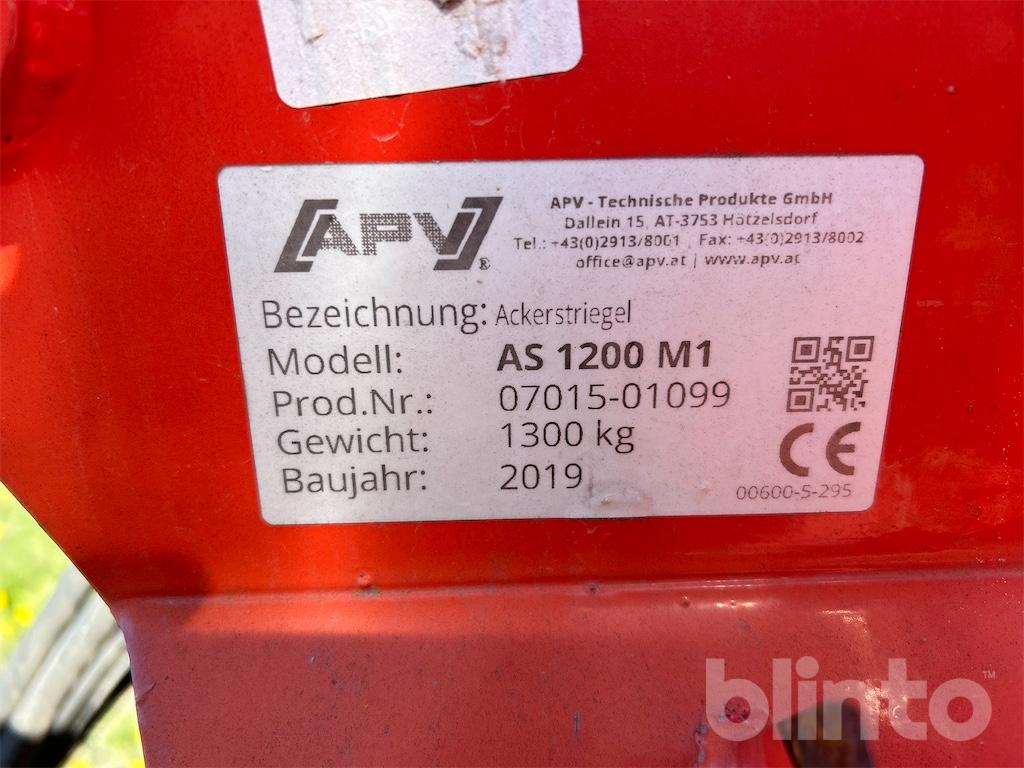 APV®
APV - Technische Produkte GmbH
Dallein 15, AT-3753 Hötzelsdorf
Tel.: +43(0)2913/8001 Fax: +43(0)2913/8002
office@apv.at | www.apv.at
Bezeichnung: Ackerstriegel
Modell: AS 1200 M1
Prod.Nr.: 07015-01099
Gewicht: 1300 kg
Baujahr: 2019
CE
00600-5-295
blinto™